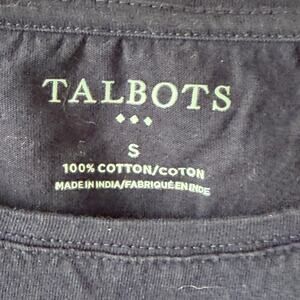 TALBOTS
S
100% COTTON/COTON
MADE IN INDIA/FABRIQUÉ EN INDE